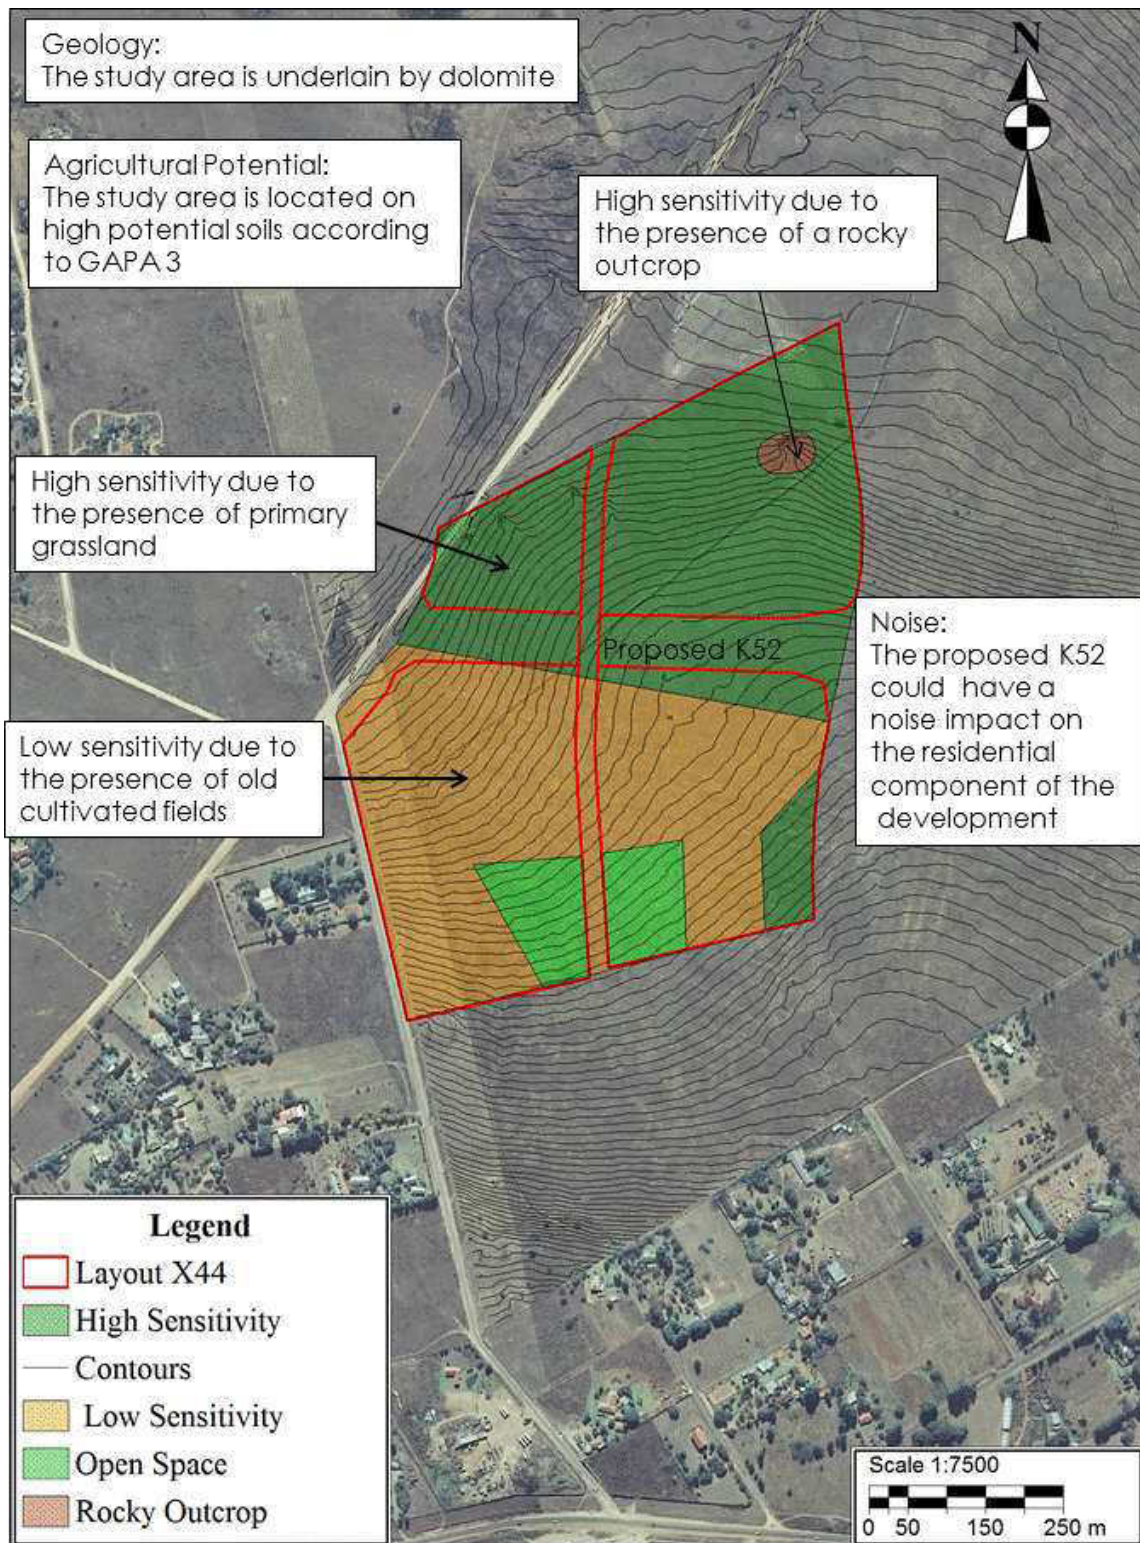 Geology:
The study area is underlain by dolomite
N
Agricultural Potential:
The study area is located on
high potential soils according
to GAPA 3
High sensitivity due to
the presence of a rocky
outcrop
High sensitivity due to
the presence of primary
grassland
Proposed K52
Noise:
The proposed K52
could have a
noise impact on
the residential
component of the
development
Low sensitivity due to
the presence of old
cultivated fields
Legend
Layout X44
High Sensitivity
Contours
Low Sensitivity
Open Space
Rocky Outcrop
Scale 1:7500
0 50 150 250 m